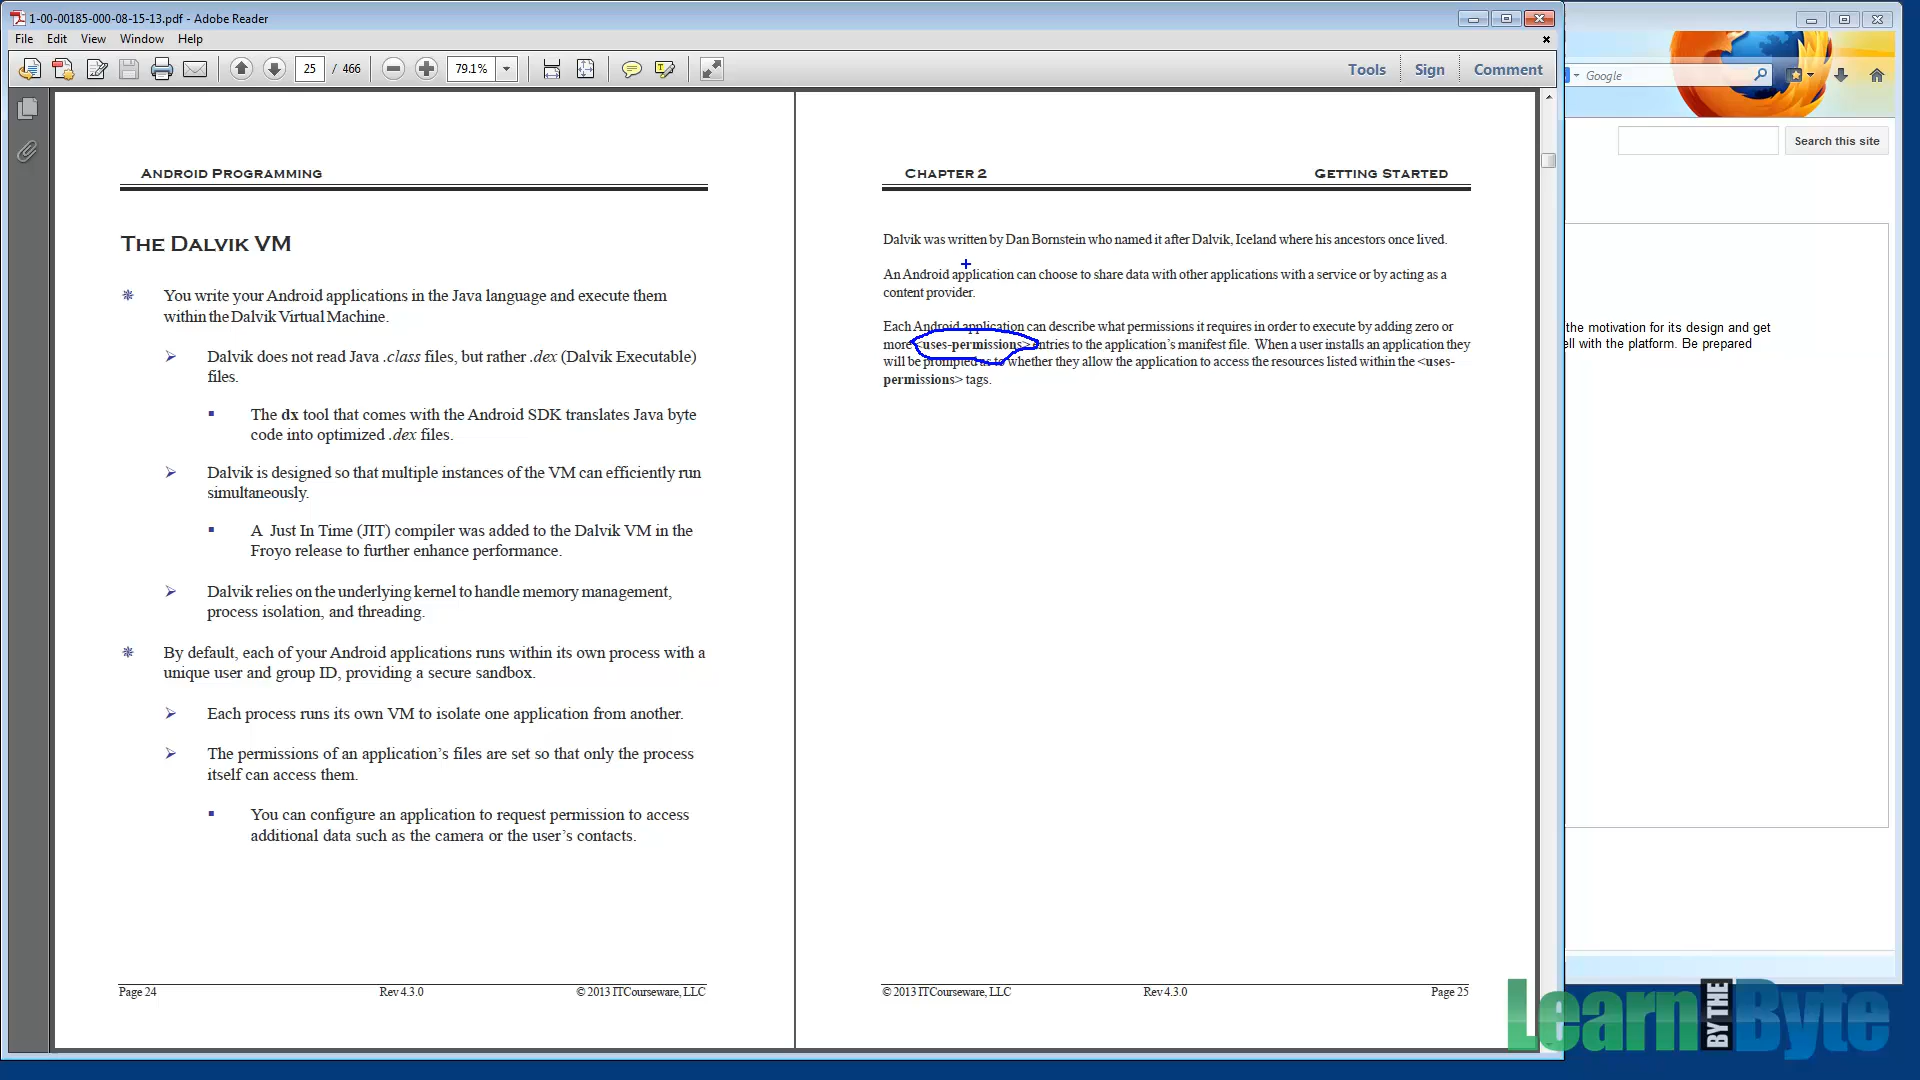 1-00-00185-000-08-15-13.pdf - Adobe Reader
File Edit View Window Help
25 / 466 79.1% Tools Sign Comment
Google
Search this site
ANDROID PROGRAMMING
THE DALVIK VM
You write your Android applications in the Java language and execute them
within the Dalvik Virtual Machine.
Dalvik does not read Java .class files, but rather .dex (Dalvik Executable)
files.
The dx tool that comes with the Android SDK translates Java byte
code into optimized .dex files.
Dalvik is designed so that multiple instances of the VM can efficiently run
simultaneously.
A Just In Time (JIT) compiler was added to the Dalvik VM in the
Froyo release to further enhance performance.
Dalvik relies on the underlying kernel to handle memory management,
process isolation, and threading.
By default, each of your Android applications runs within its own process with a
unique user and group ID, providing a secure sandbox.
Each process runs its own VM to isolate one application from another.
The permissions of an application's files are set so that only the process
itself can access them.
You can configure an application to request permission to access
additional data such as the camera or the user's contacts.
Page 24 Rev 4.3.0 © 2013 ITCourseware, LLC
CHAPTER 2 GETTING STARTED
Dalvik was written by Dan Bornstein who named it after Dalvik, Iceland where his ancestors once lived.
An Android application can choose to share data with other applications with a service or by acting as a
content provider.
Each Android application can describe what permissions it requires in order to execute by adding zero or
more <uses-permissions> entries to the application's manifest file. When a user installs an application they
will be prompted as to whether they allow the application to access the resources listed within the <uses-
permissions> tags.
© 2013 ITCourseware, LLC Rev 4.3.0 Page 25
the motivation for its design and get
ell with the platform. Be prepared
Learn BY THE Byte